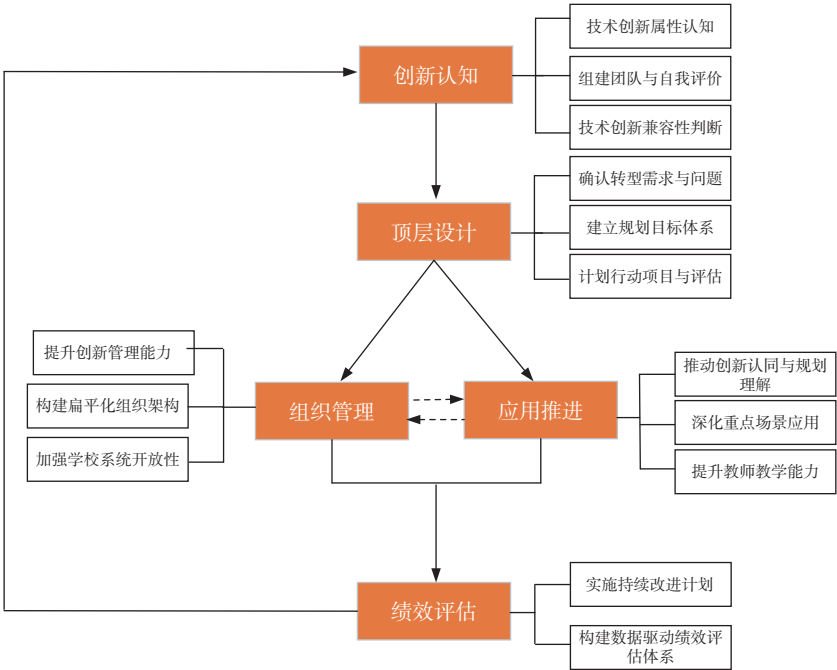 技术创新属性认知
创新认知
组建团队与自我评价
技术创新兼容性判断
确认转型需求与问题
顶层设计
建立规划目标体系
计划行动项目与评估
提升创新管理能力
构建扁平化组织架构
加强学校系统开放性
组织管理
应用推进
推动创新认同与规划
理解
深化重点场景应用
提升教师教学能力
绩效评估
实施持续改进计划
构建数据驱动绩效评
估体系